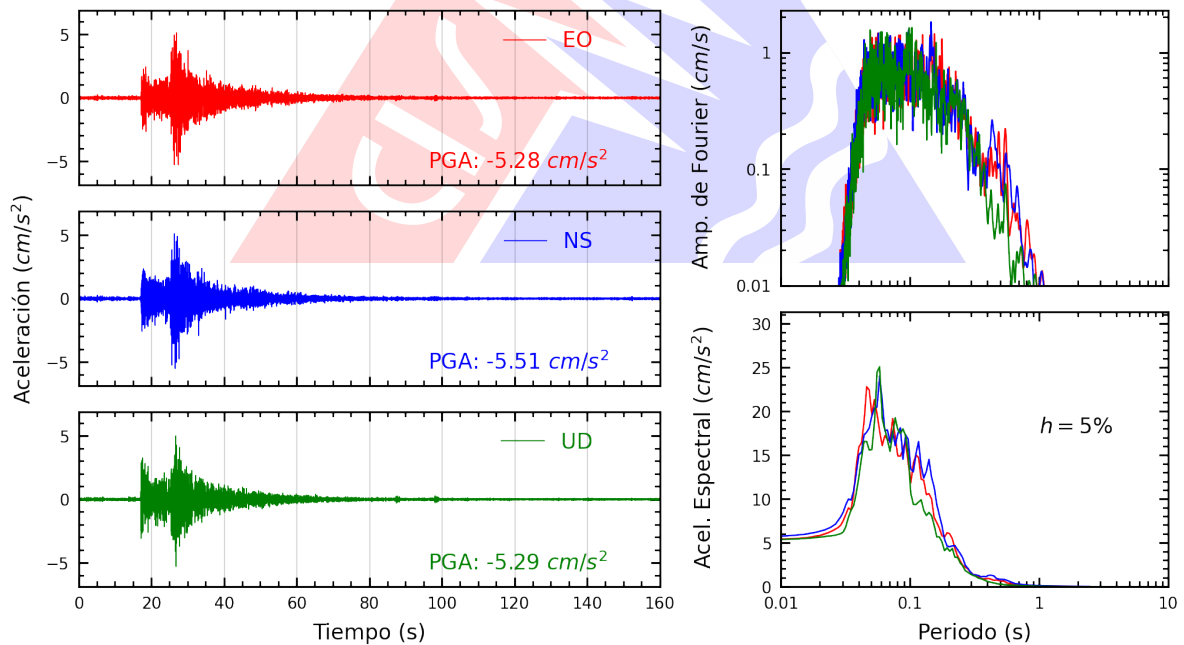 Aceleración (cm/s²)
5
0
−5
EO
PGA: -5.28 cm/s²
5
0
−5
NS
PGA: -5.51 cm/s²
5
0
−5
UD
PGA: -5.29 cm/s²
0 20 40 60 80 100 120 140 160
Tiempo (s)
Amp. de Fourier (cm/s)
1
0.1
0.01
Acel. Espectral (cm/s²)
30
25
20
15
10
5
0
h = 5%
0.01 0.1 1 10
Periodo (s)